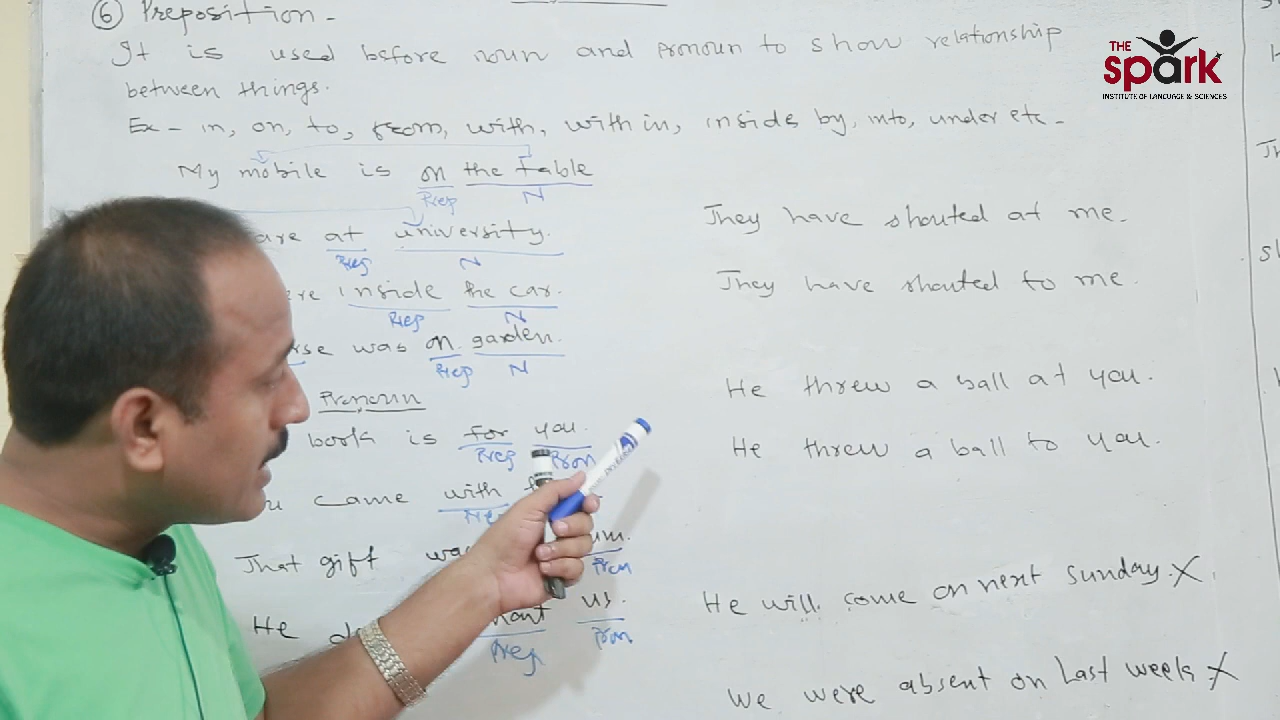 ⑥ Preposition -
It is used before noun and pronoun to show relationship
between things.
Ex - in, on, to, from, with, with in, inside by, into, under etc -
My mobile is on the table
Prep N
are at university.
Prep N
inside the car.
Prep N
was on garden.
Prep N
Pronoun
book is for you.
Prep Pron
came with
Prep
That gift
Pron
He us.
Prep Pron
They have shouted at me.
They have shouted to me.
He threw a ball at you.
He threw a ball to you.
He will come on next sunday. X
We were absent on last week X
THE
spark
INSTITUTE OF LANGUAGE & SCIENCES